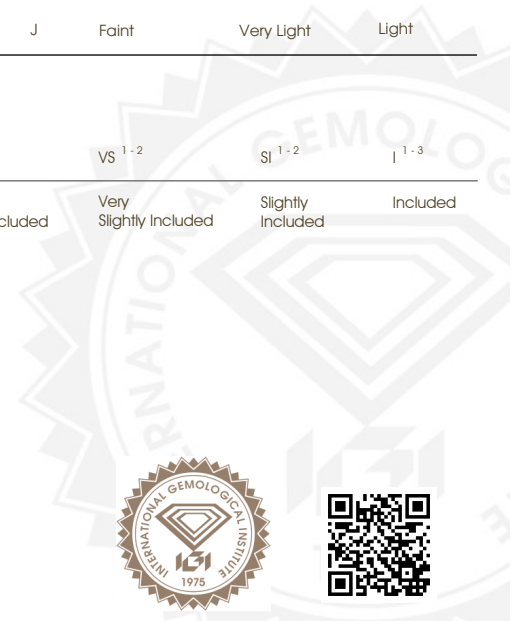 J Faint Very Light Light
VS 1 - 2 SI 1 - 2 I 1 - 3
Very Slightly Included
Slightly Included
Included
cluded
INTERNATIONAL GEMOLOGICAL INSTITUTE
IGI
1975